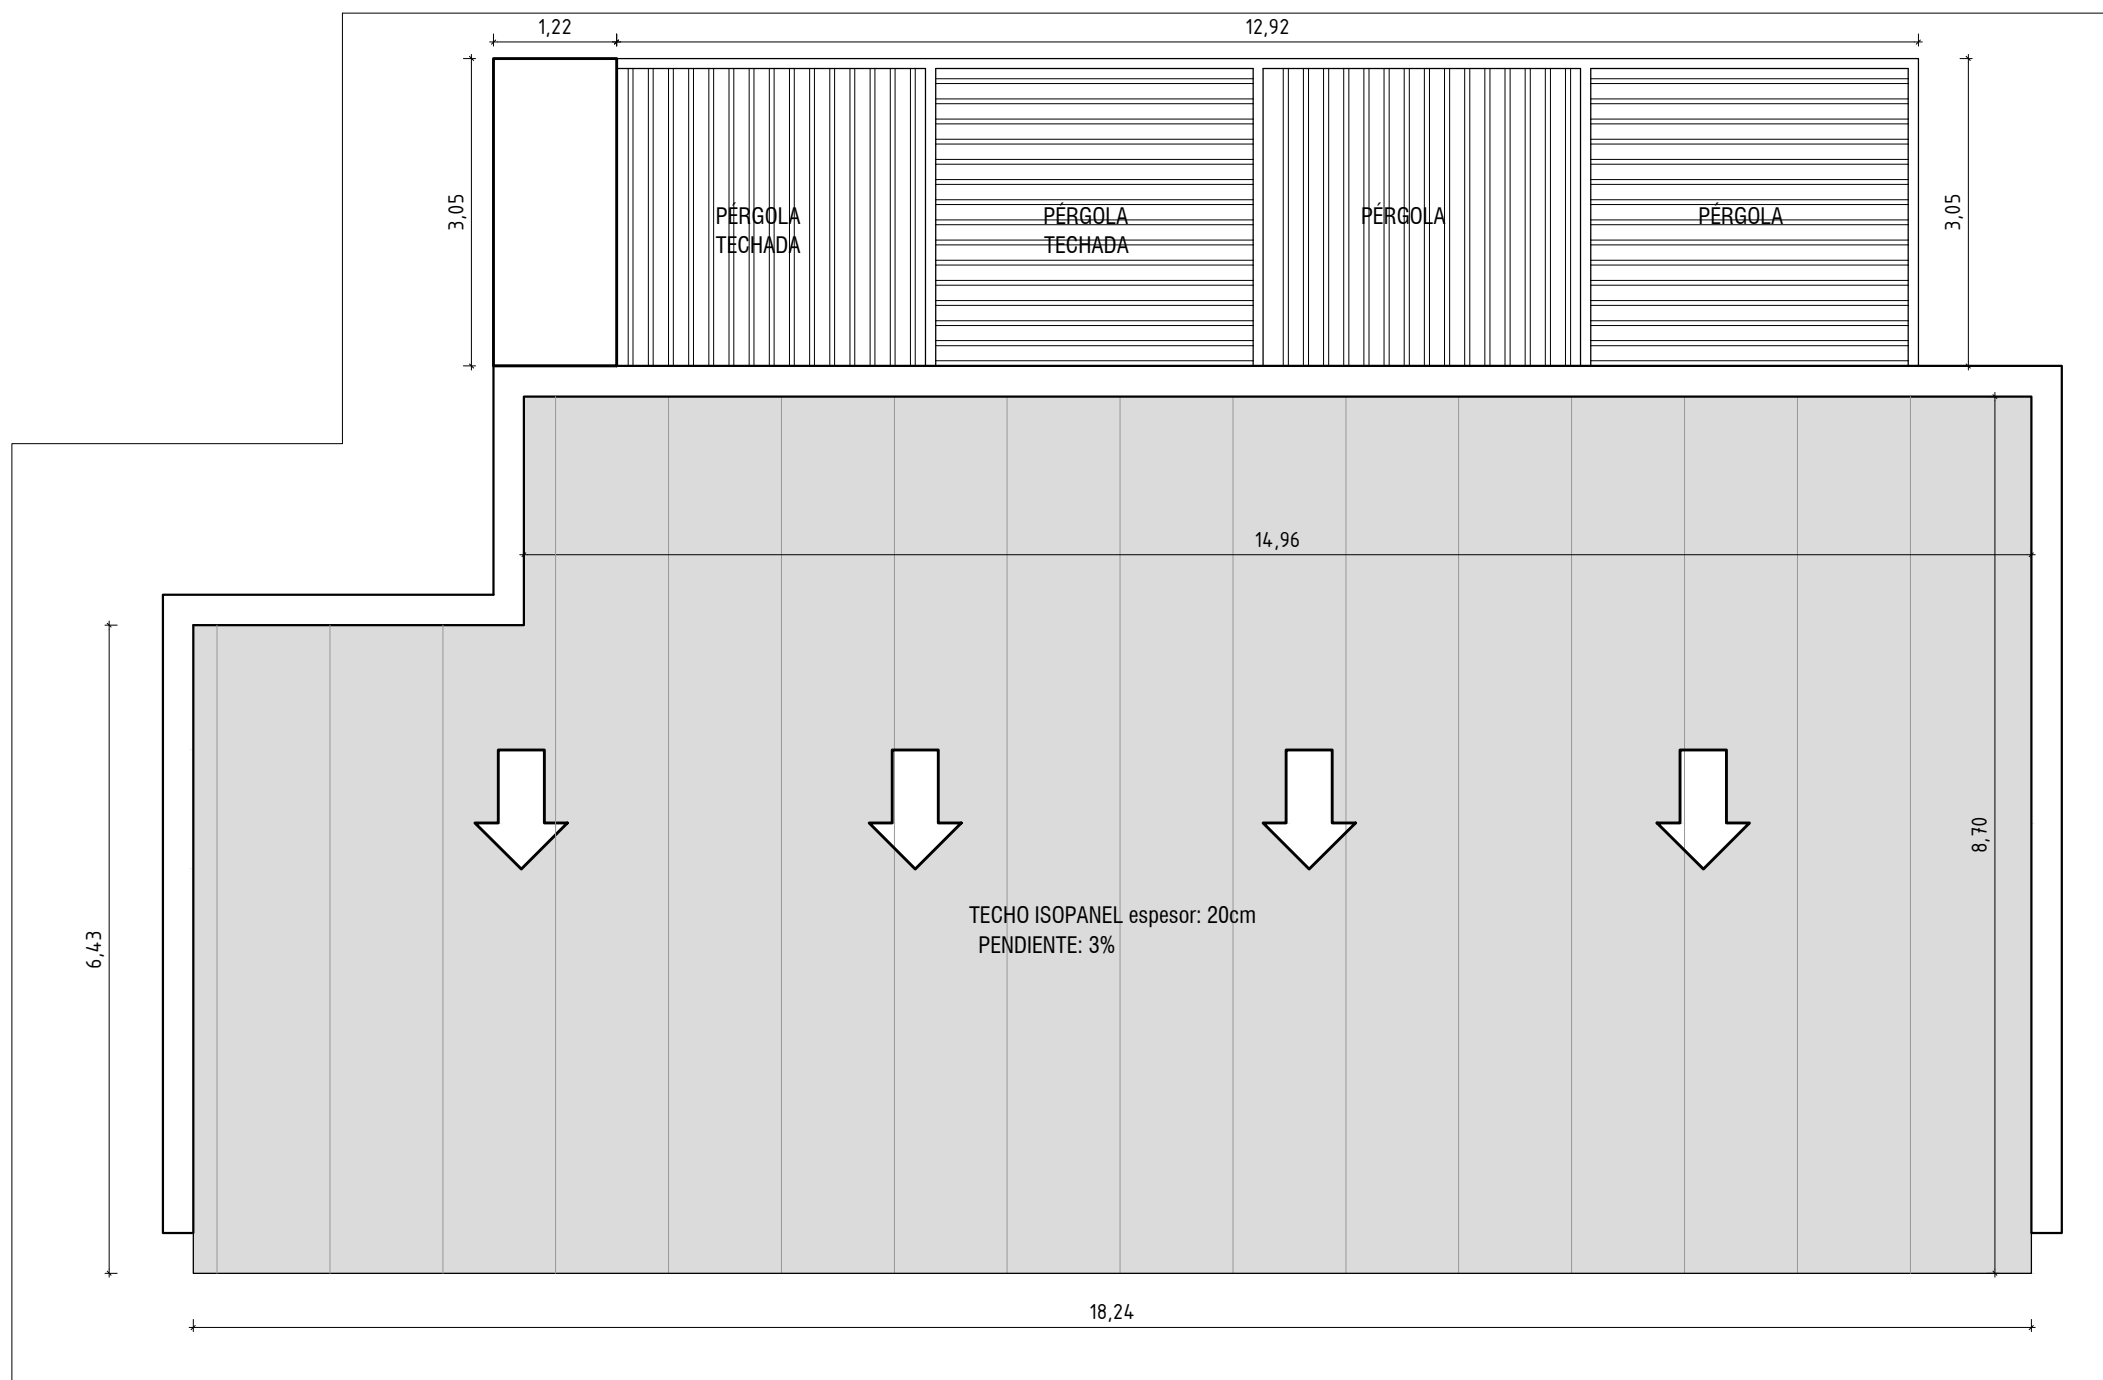 1,22
12,92
3,05
3,05
PÉRGOLA
TECHADA
PÉRGOLA
TECHADA
PÉRGOLA
PÉRGOLA
14,96
8,70
TECHO ISOPANEL espesor: 20cm
PENDIENTE: 3%
6,43
18,24